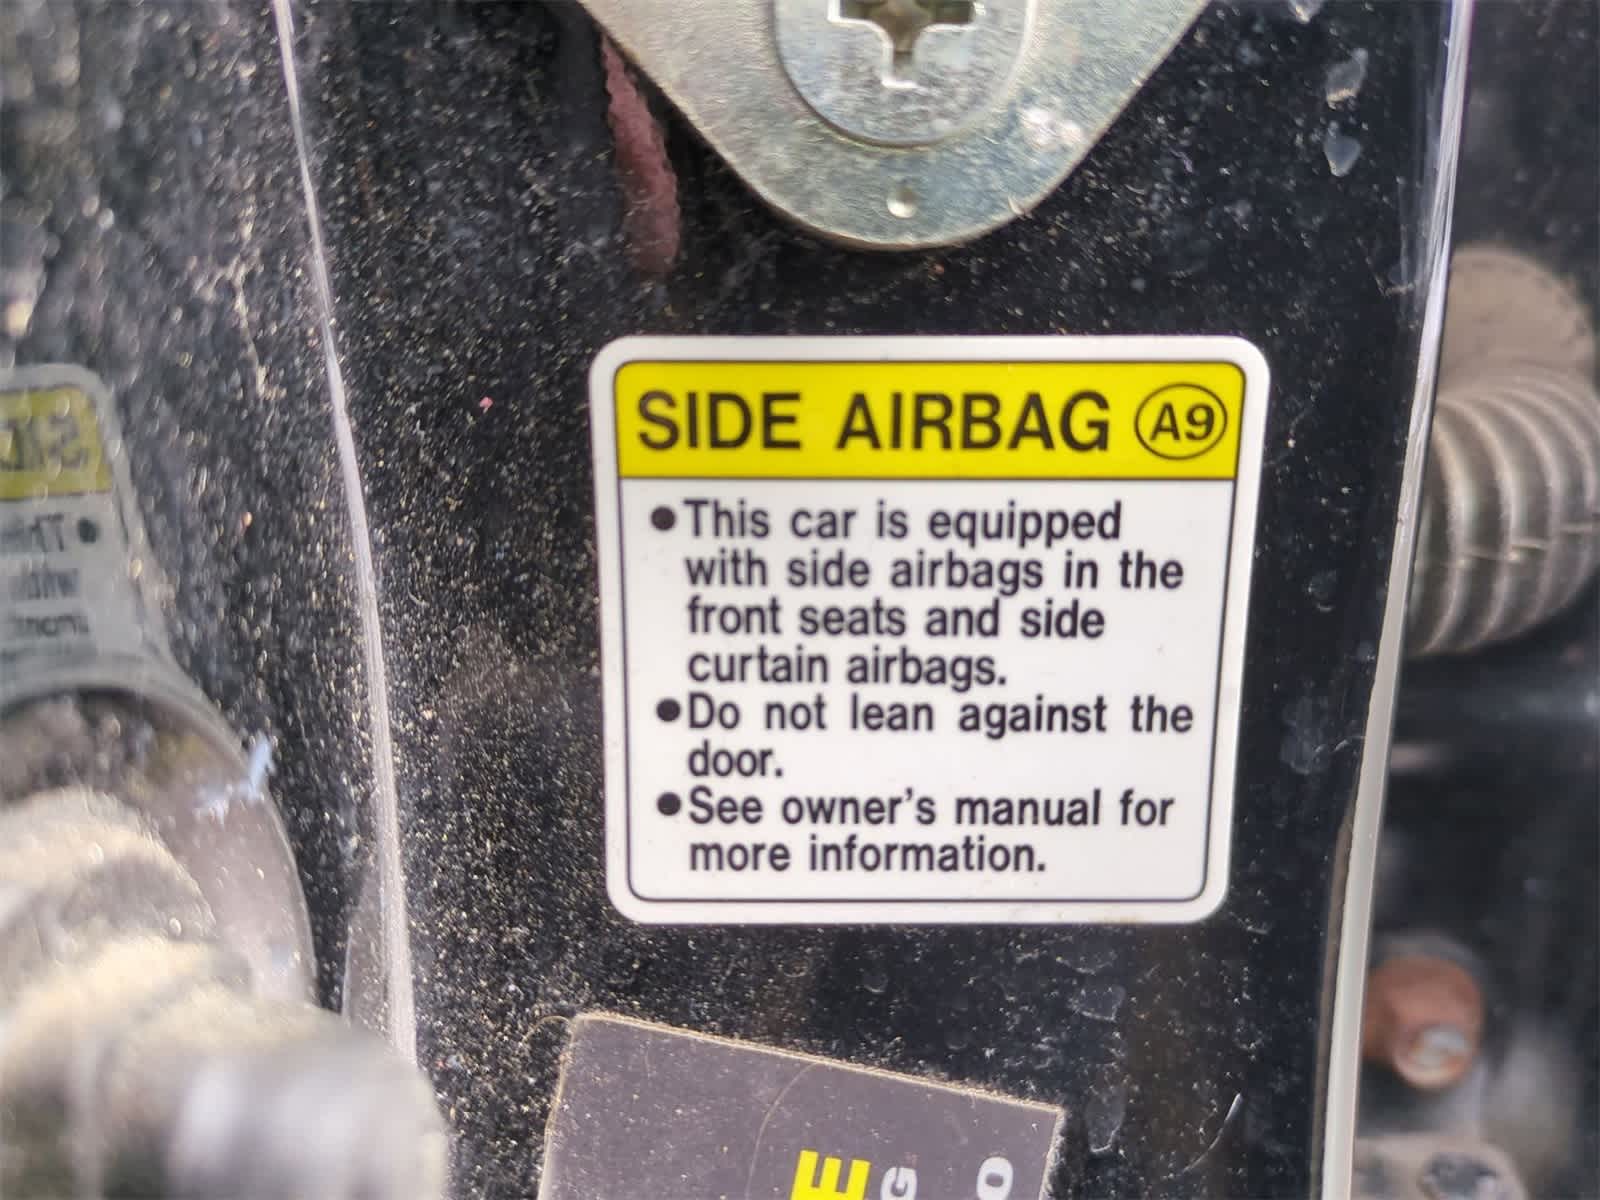 SIDE AIRBAG A9
●This car is equipped
with side airbags in the
front seats and side
curtain airbags.
●Do not lean against the
door.
●See owner's manual for
more information.
E
G
O